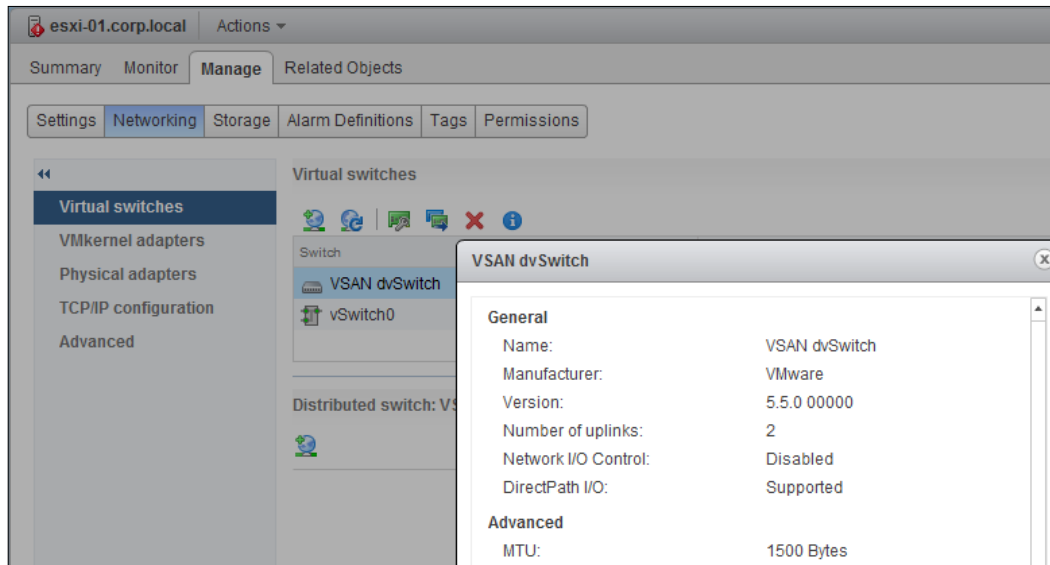 esxi-01.corp.local Actions
Summary Monitor Manage Related Objects
Settings Networking Storage Alarm Definitions Tags Permissions
Virtual switches
VMkernel adapters
Physical adapters
TCP/IP configuration
Advanced
Virtual switches
Switch
VSAN dvSwitch
vSwitch0
Distributed switch: VS
VSAN dvSwitch
General
Name: VSAN dvSwitch
Manufacturer: VMware
Version: 5.5.0 00000
Number of uplinks: 2
Network I/O Control: Disabled
DirectPath I/O: Supported
Advanced
MTU: 1500 Bytes